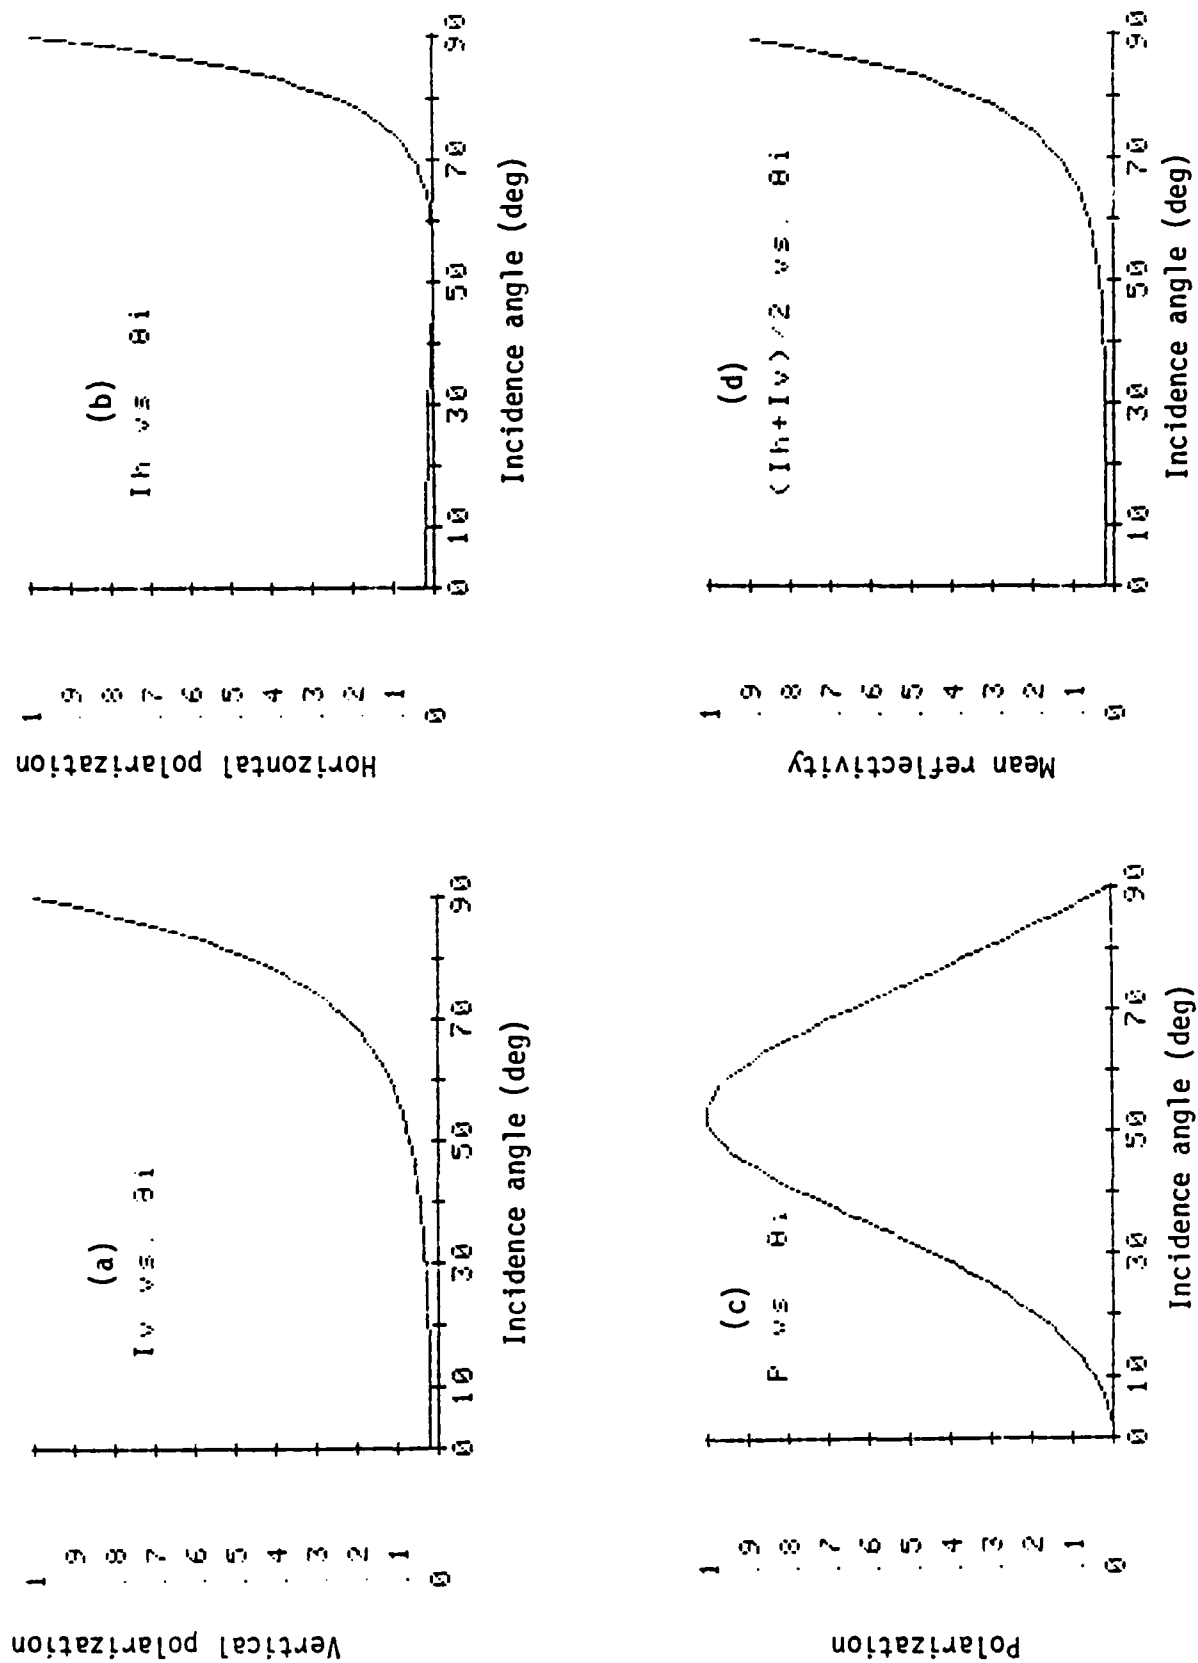 Vertical polarization
1
.9
.8
.7
.6
.5
.4
.3
.2
.1
0
(a)
Iv vs. θi
0 10 30 50 70 90
Incidence angle (deg)
Horizontal polarization
1
.9
.8
.7
.6
.5
.4
.3
.2
.1
0
(b)
Ih vs θi
0 10 30 50 70 90
Incidence angle (deg)
Polarization
1
.9
.8
.7
.6
.5
.4
.3
.2
.1
0
(c)
P vs θi
0 10 30 50 70 90
Incidence angle (deg)
Mean reflectivity
1
.9
.8
.7
.6
.5
.4
.3
.2
.1
0
(d)
(Ih+Iv)/2 vs. θi
0 10 30 50 70 90
Incidence angle (deg)